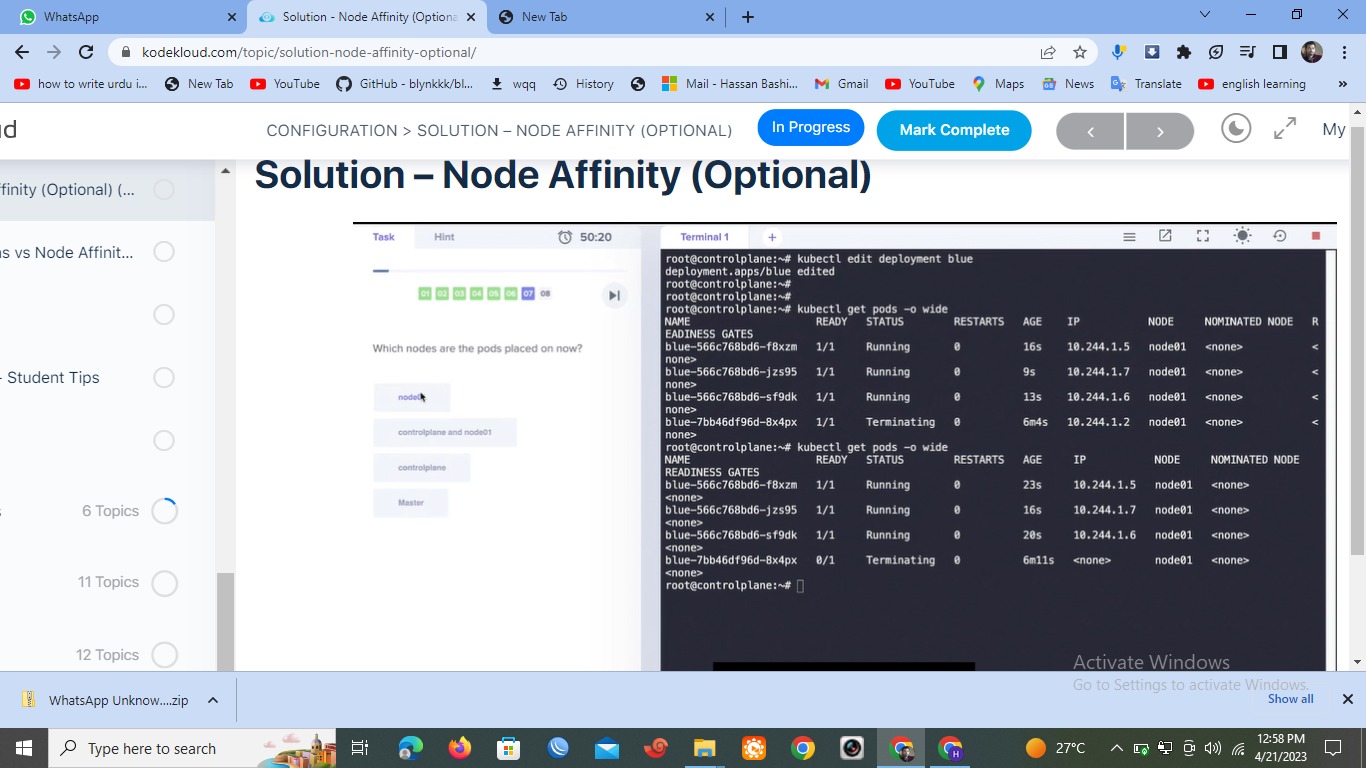 WhatsApp
Solution - Node Affinity (Optiona
New Tab
kodekloud.com/topic/solution-node-affinity-optional/
how to write urdu i...
New Tab
YouTube
GitHub - blynkkk/bl...
wqq
History
Mail - Hassan Bashi...
Gmail
YouTube
Maps
News
Translate
english learning
»
ud
CONFIGURATION > SOLUTION – NODE AFFINITY (OPTIONAL)
In Progress
Mark Complete
My
ffinity (Optional) (...
ns vs Node Affinit...
- Student Tips
6 Topics
11 Topics
12 Topics
Solution – Node Affinity (Optional)
Task
Hint
50:20
01 02 03 04 05 06 07 08
Which nodes are the pods placed on now?
controlplane and node01
controlplane
Master
Terminal 1
root@controlplane:~# kubectl edit deployment blue
deployment.apps/blue edited
root@controlplane:~#
root@controlplane:~#
root@controlplane:~# kubectl get pods -o wide
NAME READY STATUS RESTARTS AGE IP NODE NOMINATED NODE R
EADINESS GATES
blue-566c768bd6-f8xzm 1/1 Running 0 16s 10.244.1.5 node01 <none> <
none>
blue-566c768bd6-jzs95 1/1 Running 0 9s 10.244.1.7 node01 <none> <
none>
blue-566c768bd6-sf9dk 1/1 Running 0 13s 10.244.1.6 node01 <none> <
none>
blue-7bb46df96d-8x4px 1/1 Terminating 0 6m4s 10.244.1.2 node01 <none> <
none>
root@controlplane:~# kubectl get pods -o wide
NAME READY STATUS RESTARTS AGE IP NODE NOMINATED NODE
READINESS GATES
blue-566c768bd6-f8xzm 1/1 Running 0 23s 10.244.1.5 node01 <none>
<none>
blue-566c768bd6-jzs95 1/1 Running 0 16s 10.244.1.7 node01 <none>
<none>
blue-566c768bd6-sf9dk 1/1 Running 0 20s 10.244.1.6 node01 <none>
<none>
blue-7bb46df96d-8x4px 0/1 Terminating 0 6m11s <none> node01 <none>
<none>
root@controlplane:~#
Activate Windows
Go to Settings to activate Windows.
WhatsApp Unknow....zip
Show all
Type here to search
27°C
12:58 PM
4/21/2023